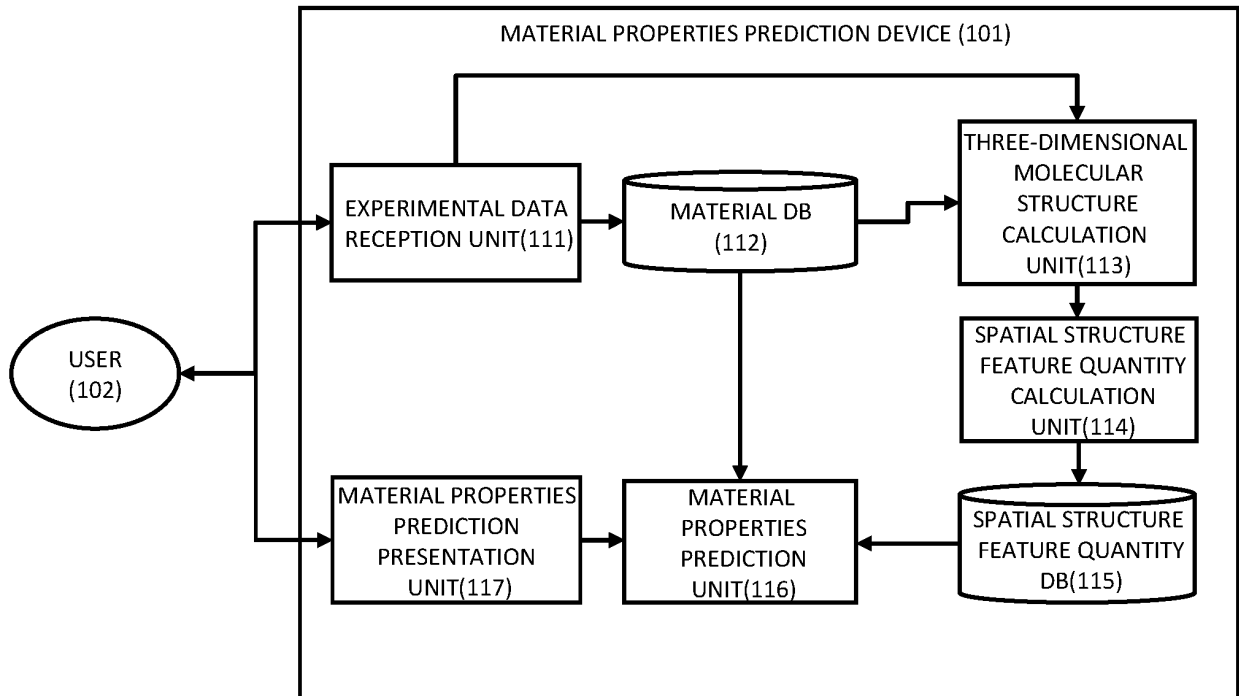 MATERIAL PROPERTIES PREDICTION DEVICE (101)
THREE-DIMENSIONAL
MOLECULAR
STRUCTURE
CALCULATION
UNIT(113)
EXPERIMENTAL DATA
RECEPTION UNIT(111)
MATERIAL DB
(112)
USER
(102)
SPATIAL STRUCTURE
FEATURE QUANTITY
CALCULATION
UNIT(114)
MATERIAL PROPERTIES
PREDICTION
PRESENTATION
UNIT(117)
MATERIAL
PROPERTIES
PREDICTION
UNIT(116)
SPATIAL STRUCTURE
FEATURE QUANTITY
DB(115)